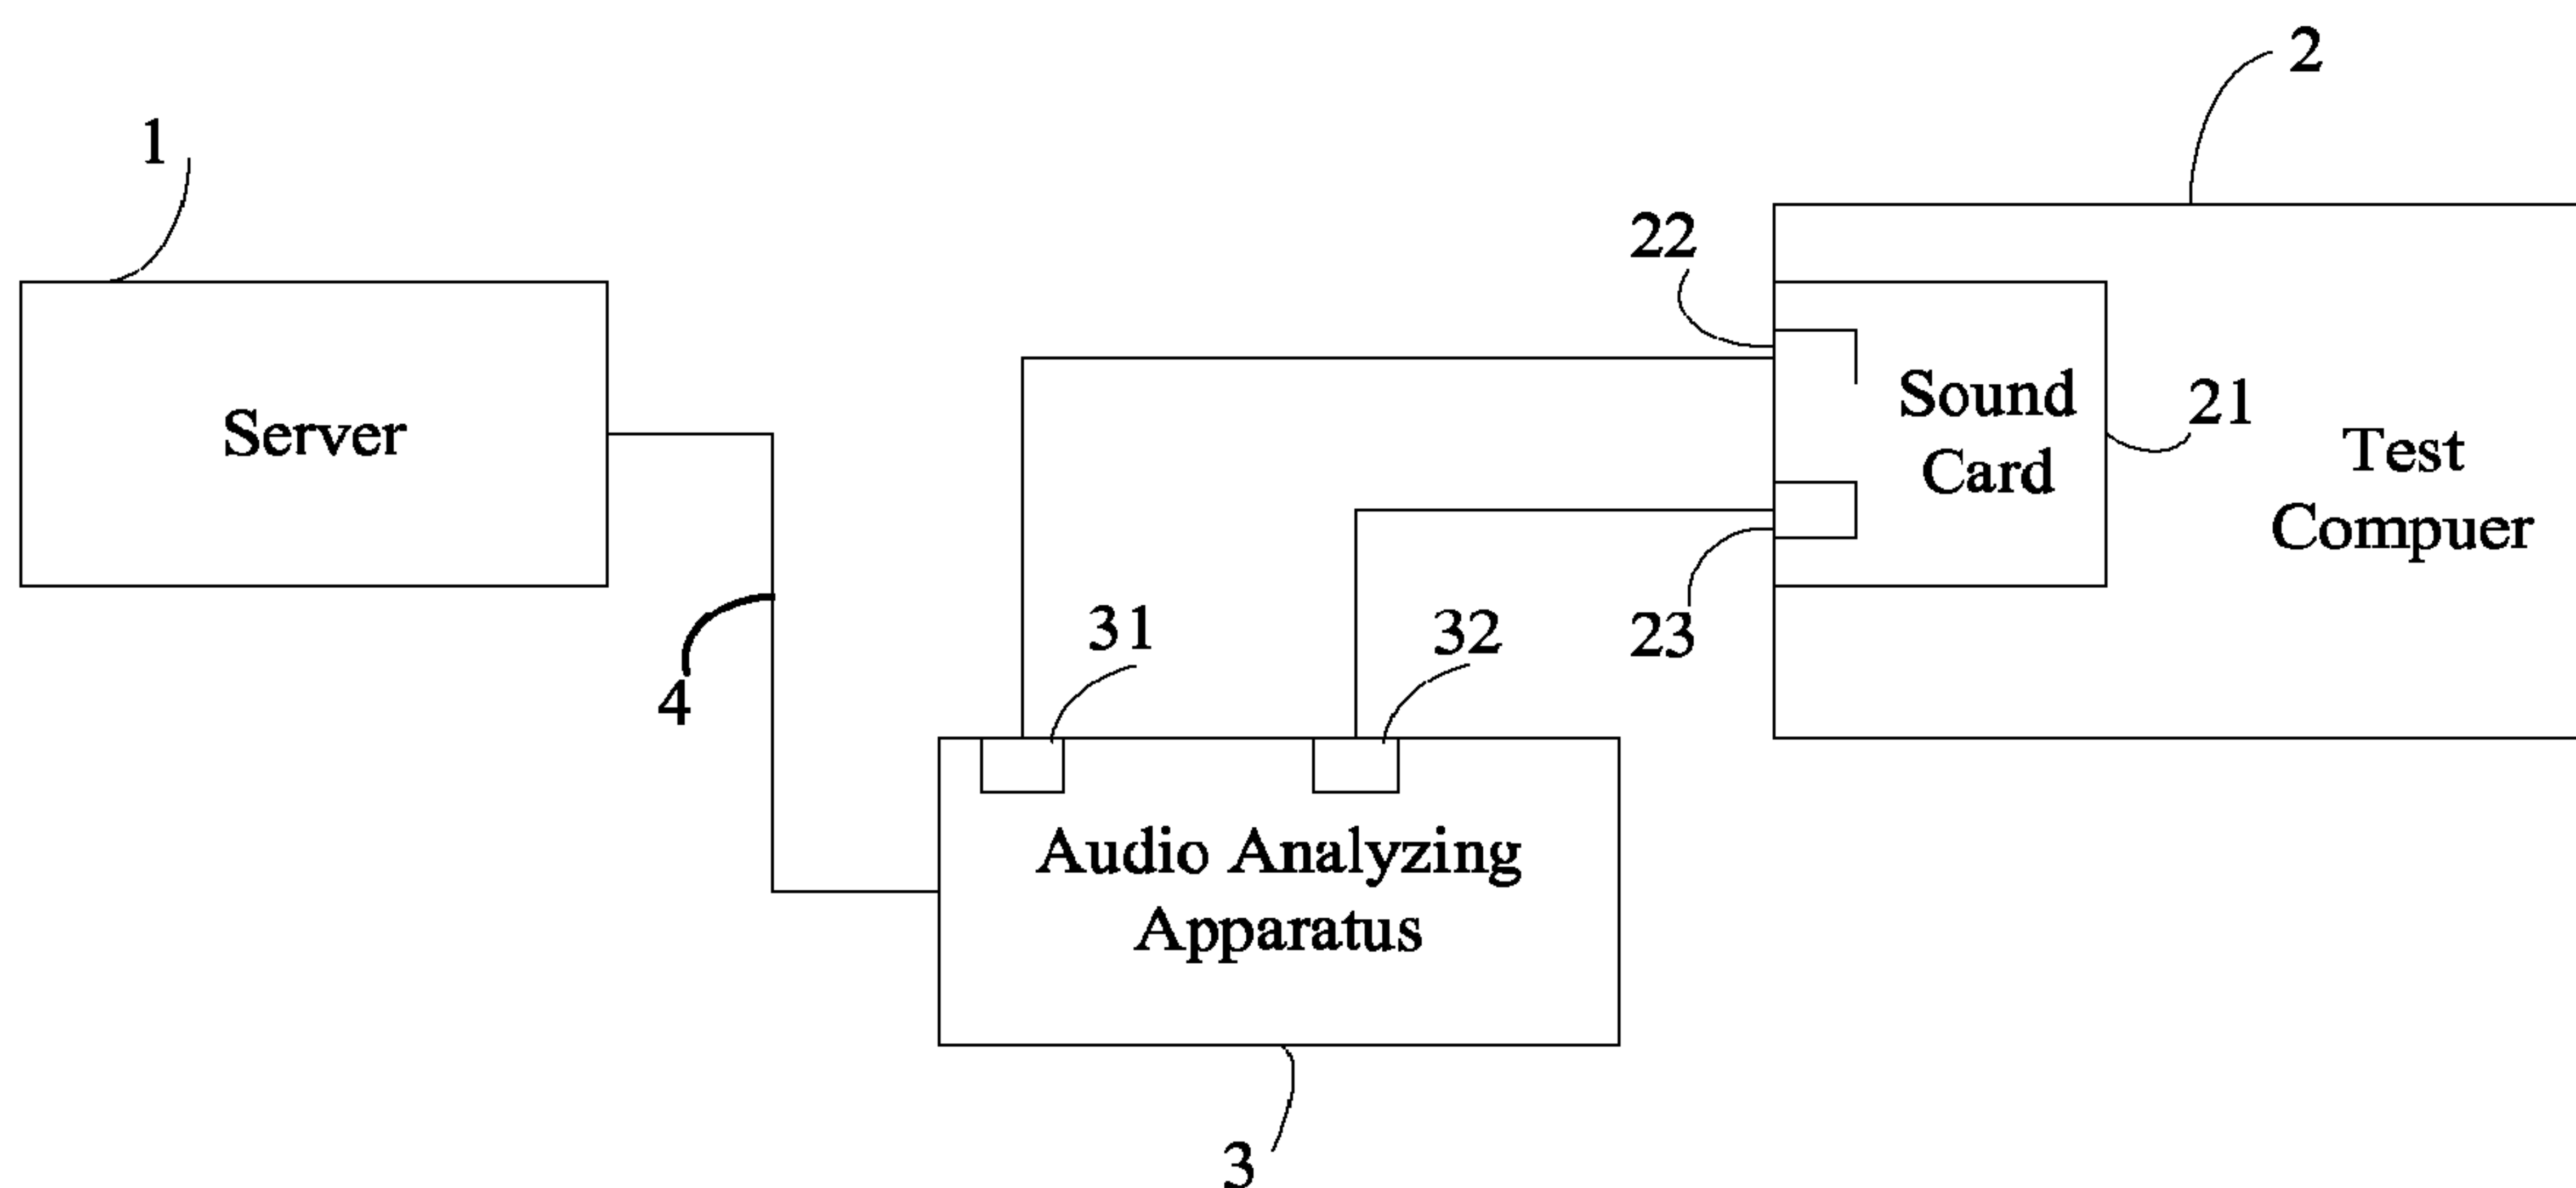 2
1
22
Sound
Card
21
Test
Compuer
Server
31
32
23
4
Audio Analyzing
Apparatus
3